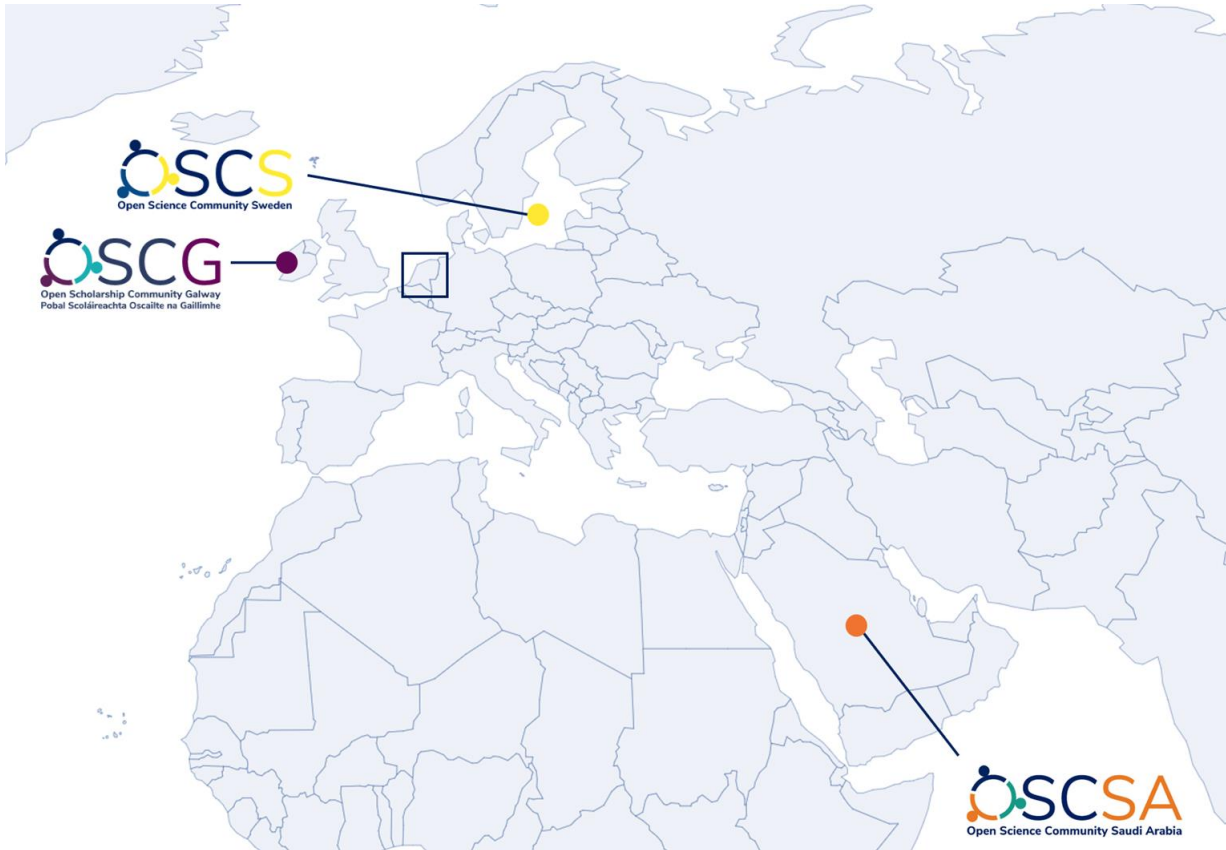 OSCS
Open Science Community Sweden
OSCG
Open Scholarship Community Galway
Pobal Scoláireachta Oscailte na Gaillimhe
OSCSA
Open Science Community Saudi Arabia